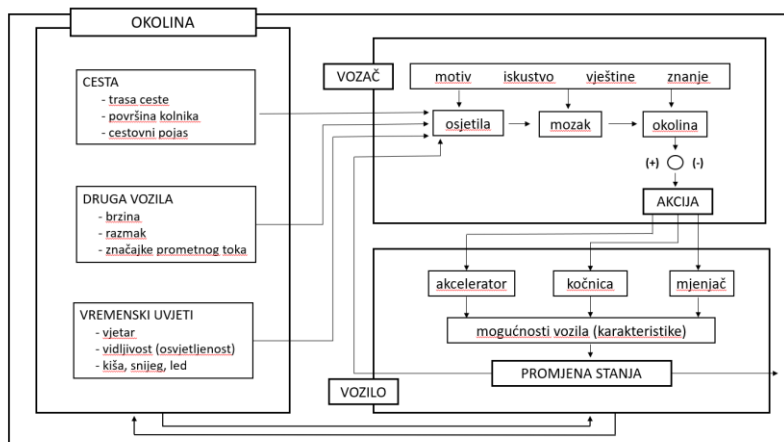 OKOLINA
CESTA
- trasa ceste
- površina kolnika
- cestovni pojas
DRUGA VOZILA
- brzina
- razmak
- značajke prometnog toka
VREMENSKI UVJETI
- vjetar
- vidljivost (osvjetljenost)
- kiša, snijeg, led
VOZAČ
motiv iskustvo vještine znanje
osjetila mozak okolina
(+) (-)
AKCIJA
akcelerator kočnica mjenjač
mogućnosti vozila (karakteristike)
PROMJENA STANJA
VOZILO